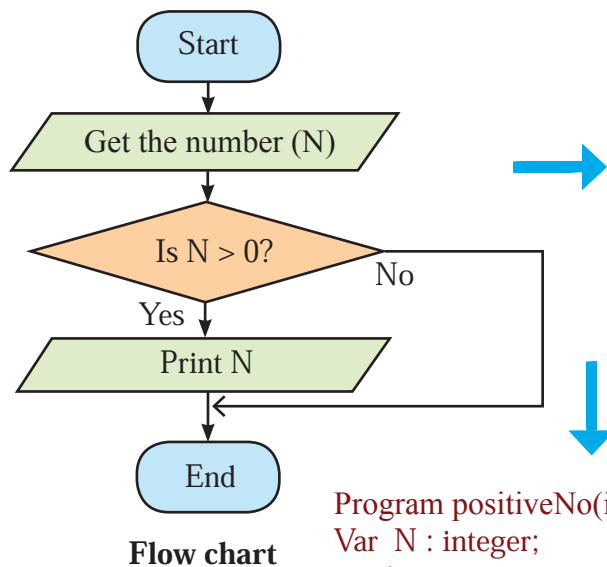 Start
Get the number (N)
Is N > 0?
No
Yes
Print N
End
Flow chart
Program positiveNo(i
Var N : integer;